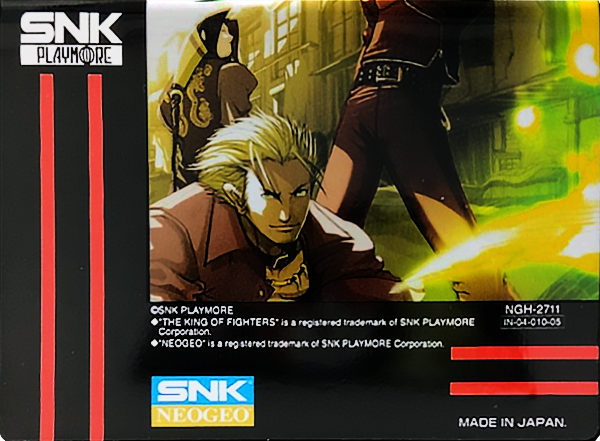 SNK
PLAYMORE
©SNK PLAYMORE
◆"THE KING OF FIGHTERS" is a registered trademark of SNK PLAYMORE
Corporation.
◆"NEOGEO" is a registered trademark of SNK PLAYMORE Corporation.
NGH-2711
IN-04-010-05
SNK
NEOGEO
MADE IN JAPAN.